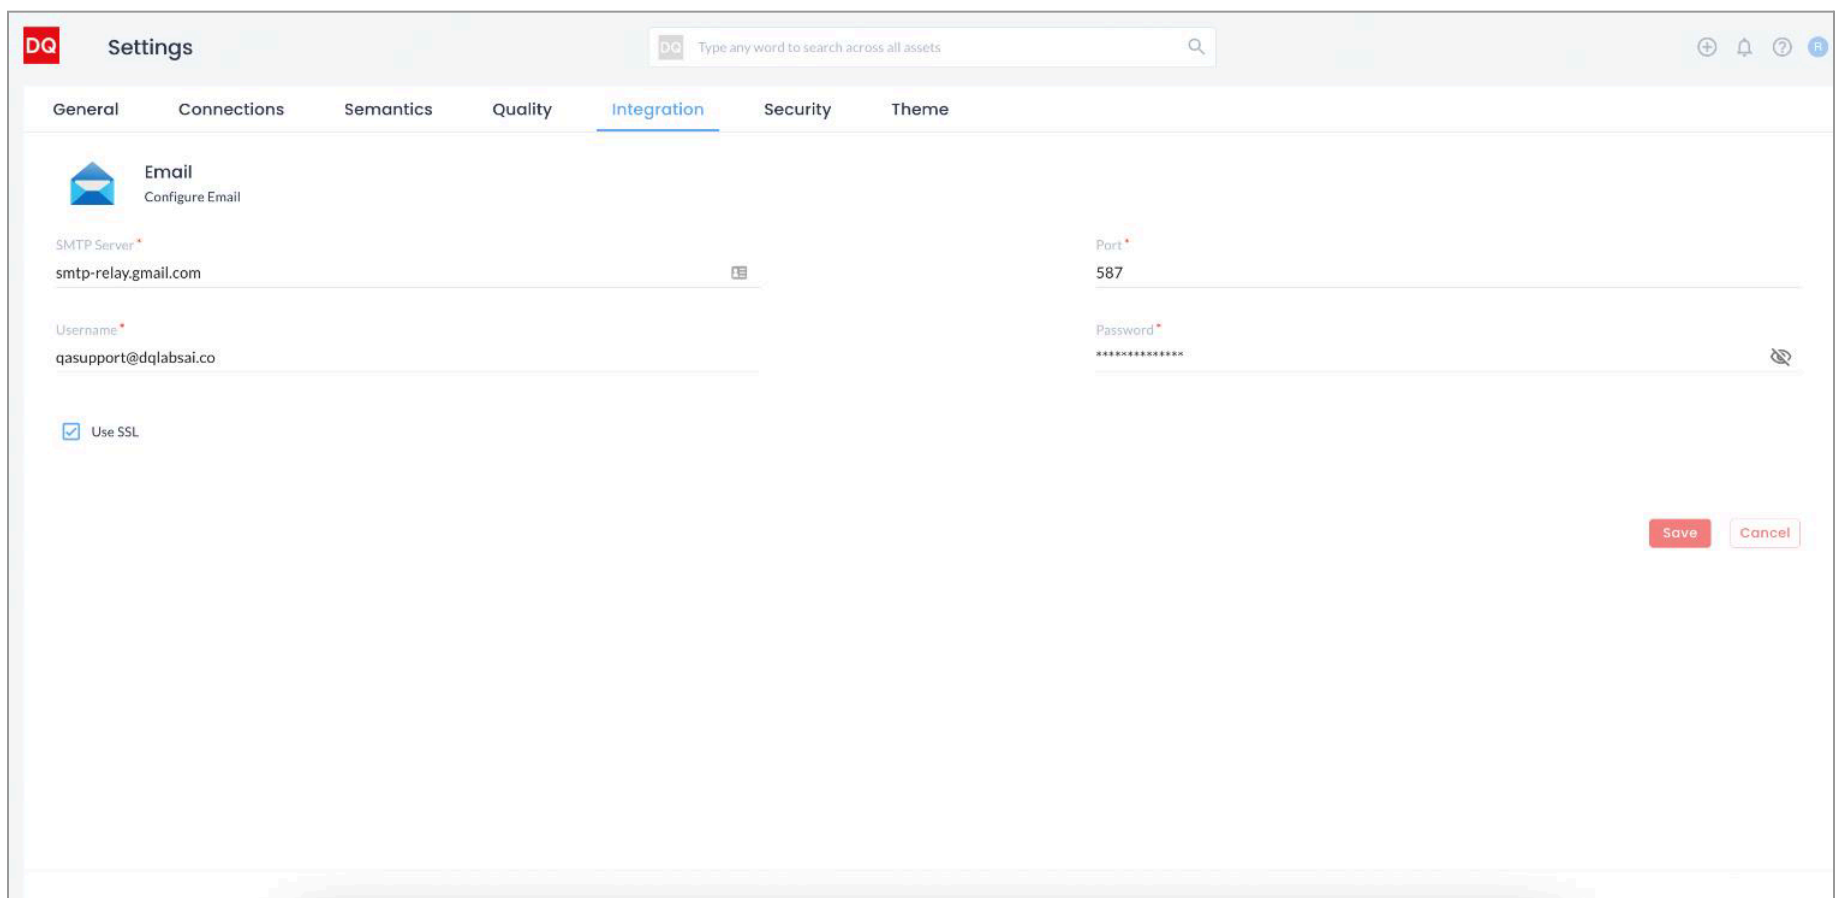 DQ Settings DQ Type any word to search across all assets R
General Connections Semantics Quality Integration Security Theme
Email
Configure Email
SMTP Server* Port*
smtp-relay.gmail.com 587
Username* Password*
qasupport@dqlabsai.co **************
Use SSL
Save Cancel